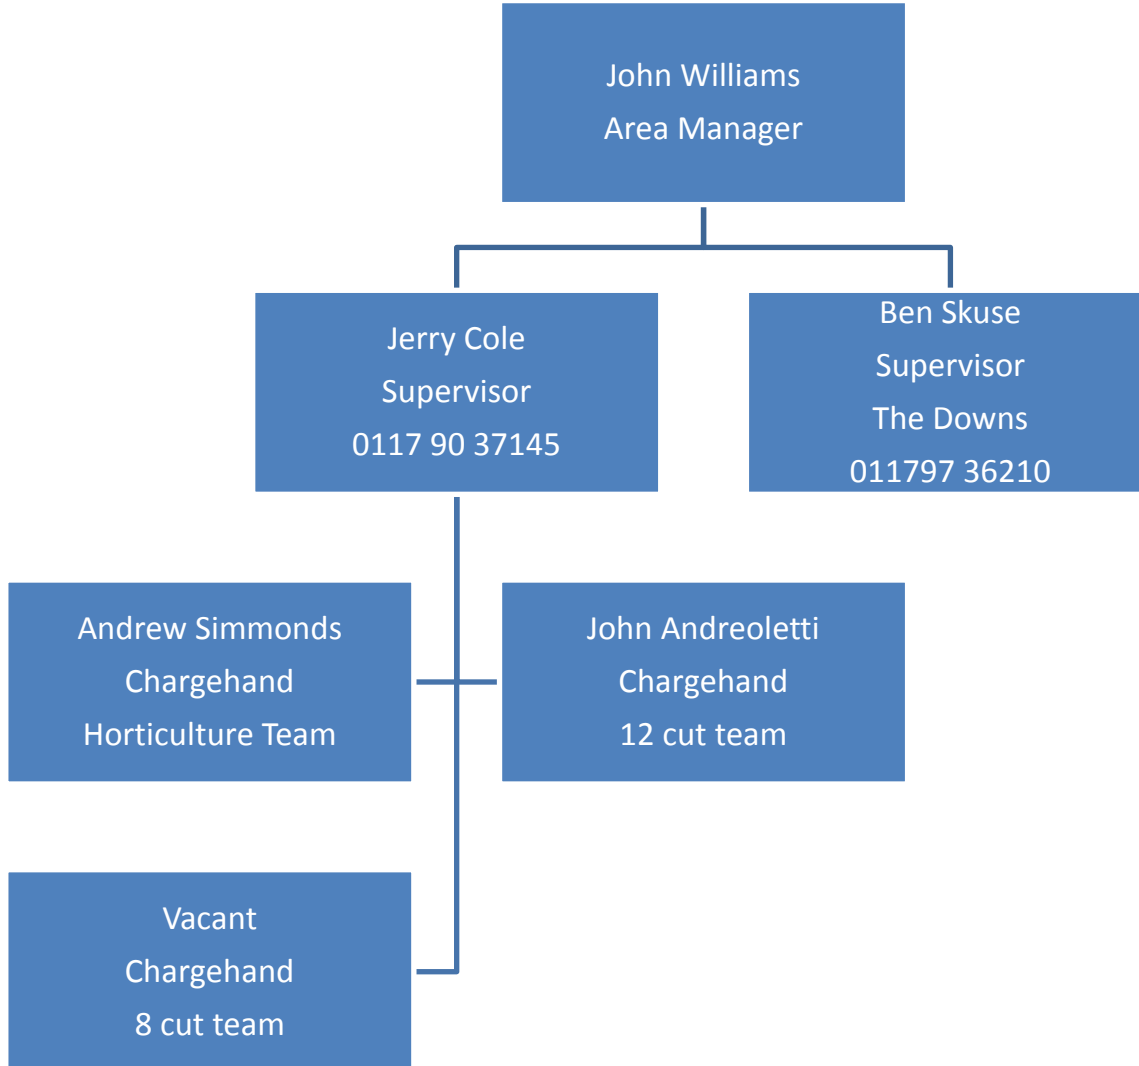 John Williams
Area Manager
Jerry Cole
Supervisor
0117 90 37145
Ben Skuse
Supervisor
The Downs
011797 36210
Andrew Simmonds
Chargehand
Horticulture Team
John Andreoletti
Chargehand
12 cut team
Vacant
Chargehand
8 cut team